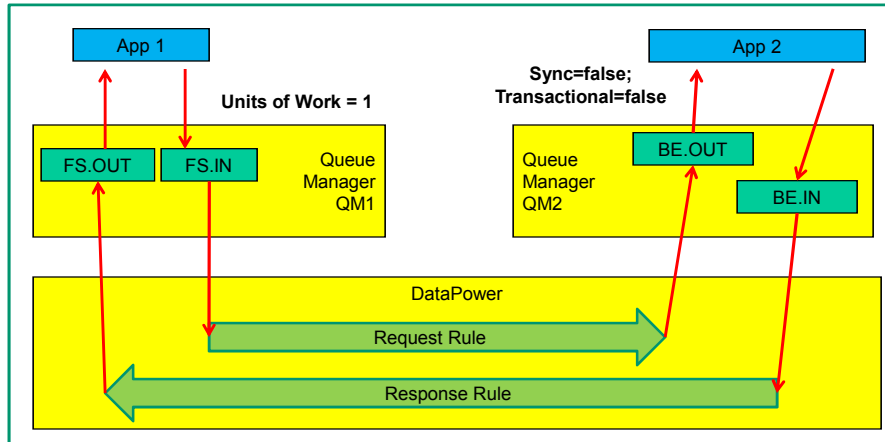 App 1
App 2
Sync=false;
Transactional=false
Units of Work = 1
FS.OUT
FS.IN
Queue
Manager
QM1
Queue
Manager
QM2
BE.OUT
BE.IN
DataPower
Request Rule
Response Rule